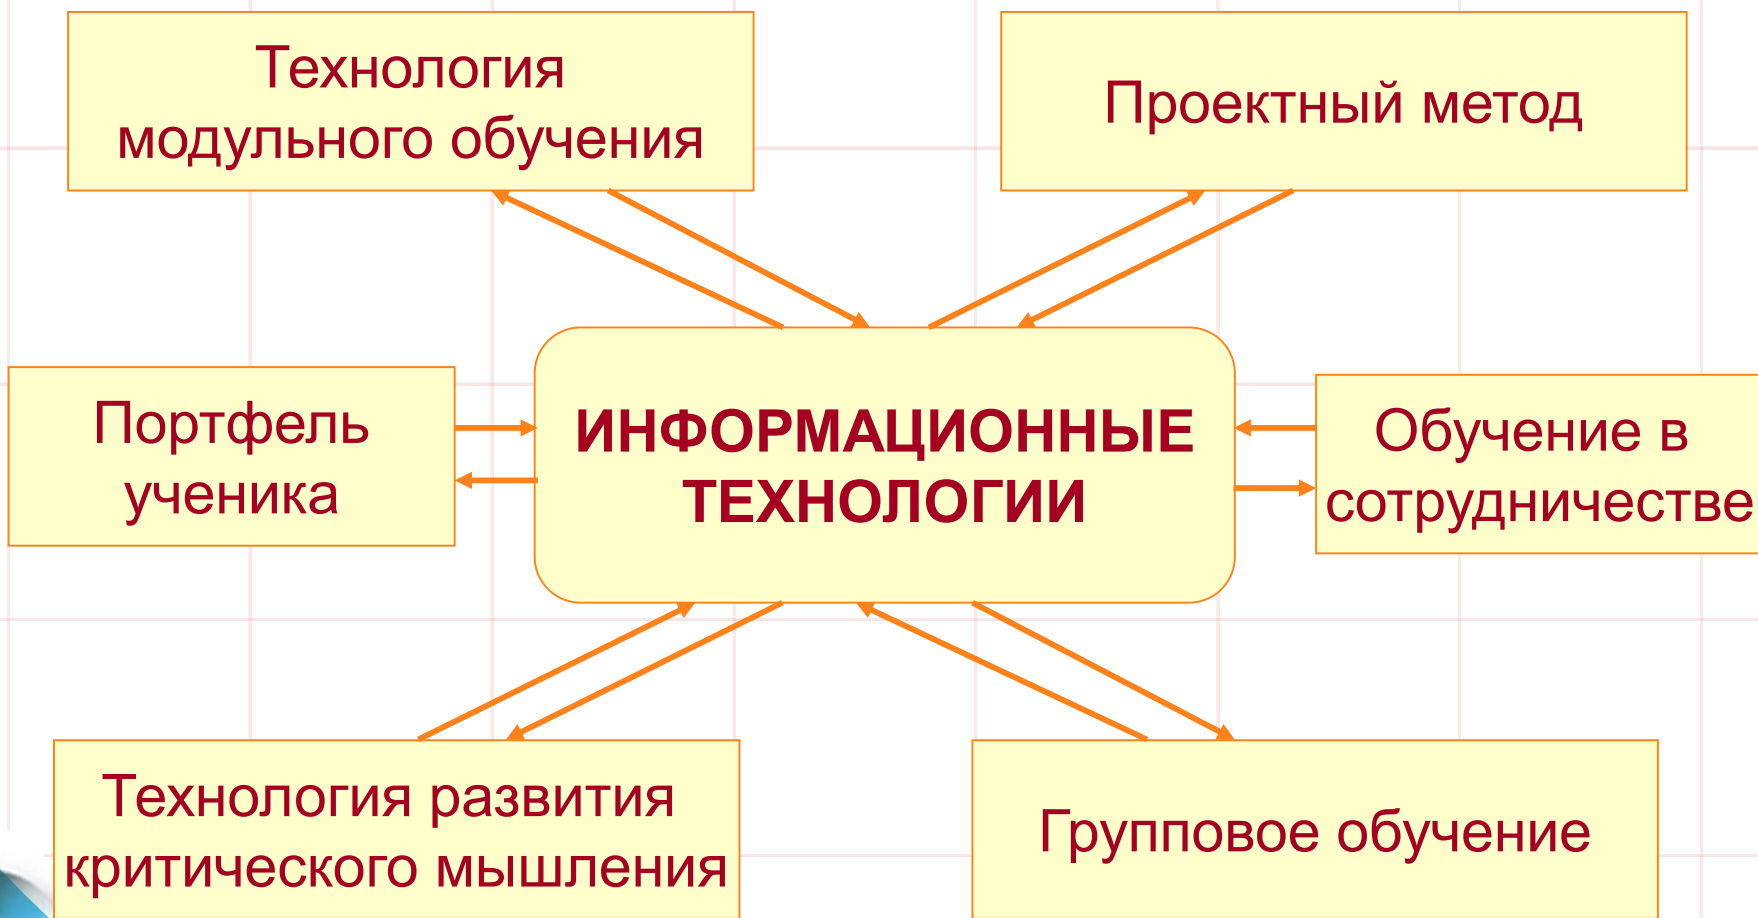 Технология
модульного обучения
Проектный метод
Портфель
ученика
ИНФОРМАЦИОННЫЕ
ТЕХНОЛОГИИ
Обучение в
сотрудничестве
Технология развития
критического мышления
Групповое обучение